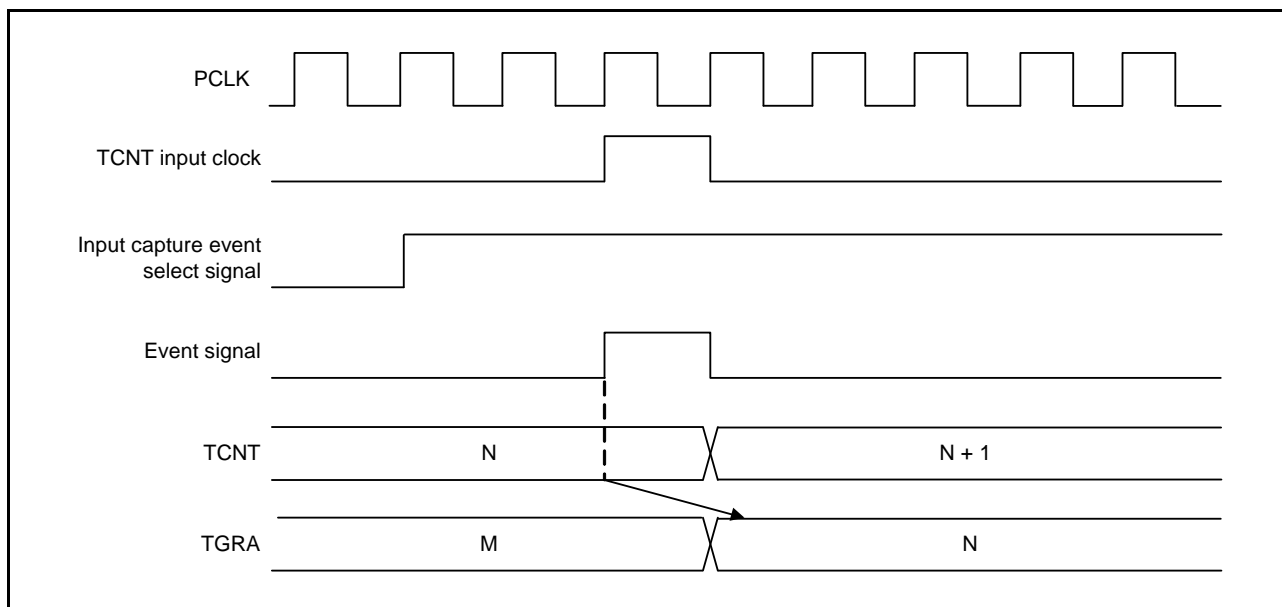 PCLK
TCNT input clock
Input capture event
select signal
Event signal
TCNT
N
N + 1
TGRA
M
N